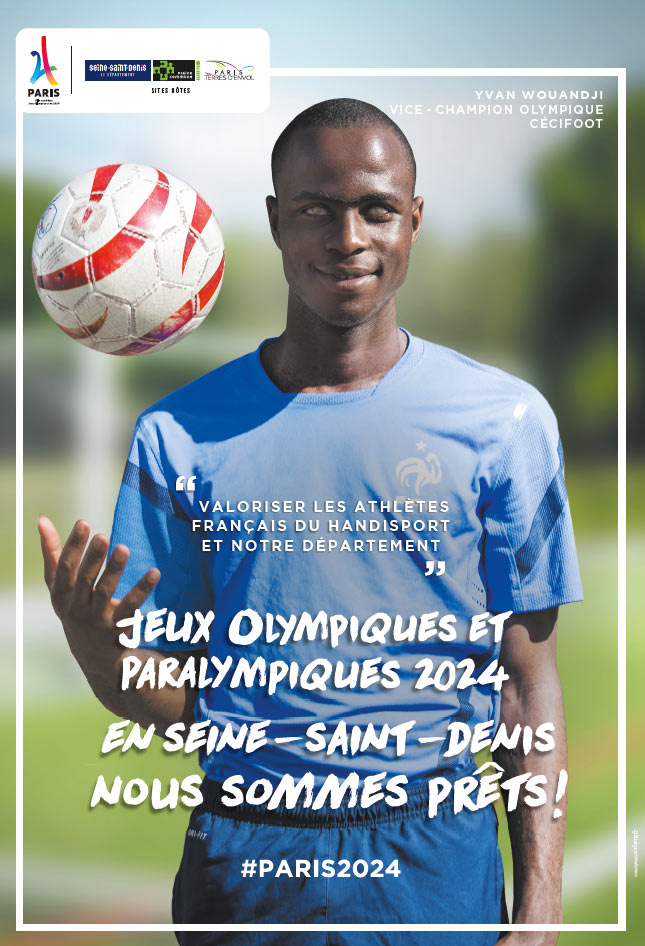 PARIS
SEINE-SAINT-DENIS
LE DÉPARTEMENT
PARIS
TERRES D'ENVOL
SITES HÔTES
YVAN WOUANDJI
VICE - CHAMPION OLYMPIQUE
CÉCIFOOT
“ VALORISER LES ATHLÈTES
FRANÇAIS DU HANDISPORT
ET NOTRE DÉPARTEMENT ”
JEUX OLYMPIQUES ET
PARALYMPIQUES 2024
EN SEINE-SAINT-DENIS
NOUS SOMMES PRÊTS !
DRI-FIT
#PARIS2024